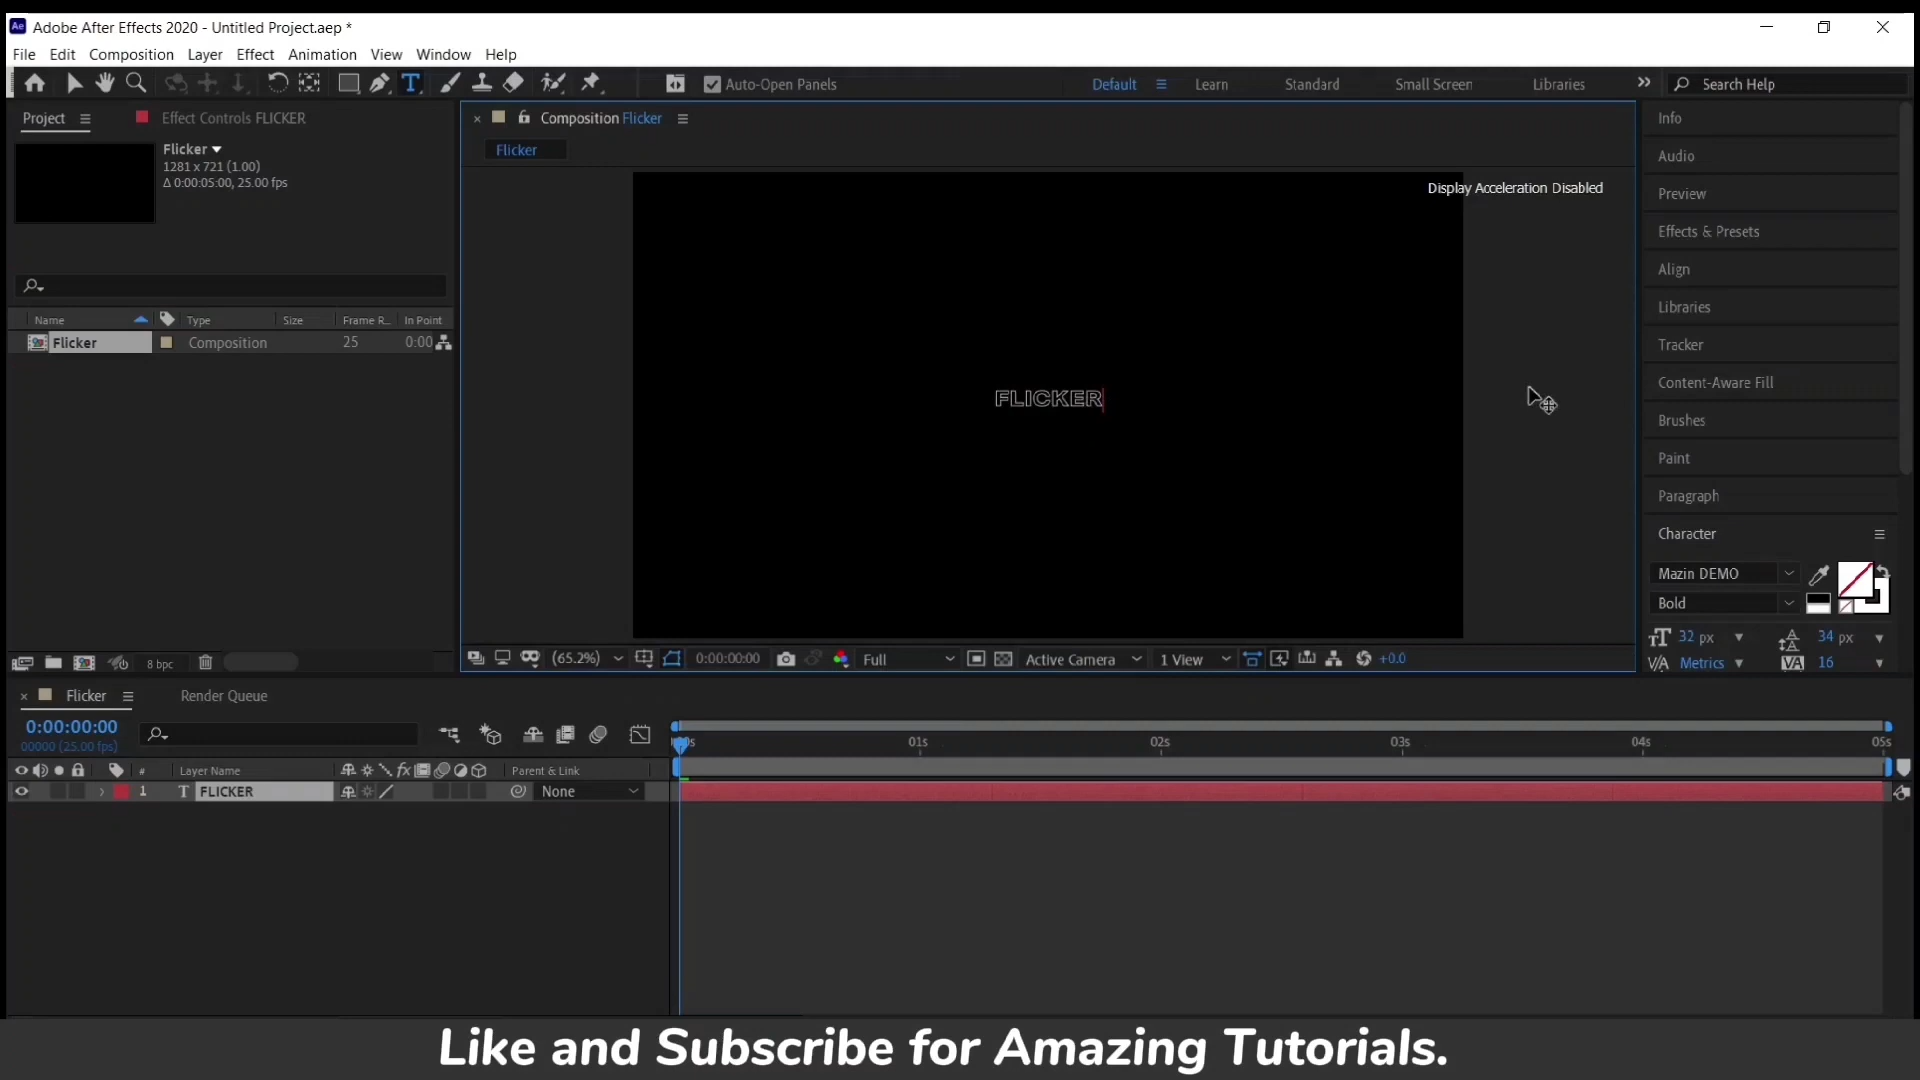 Adobe After Effects 2020 - Untitled Project.aep *
File Edit Composition Layer Effect Animation View Window Help
Auto-Open Panels Default Learn Standard Small Screen Libraries Search Help
Project Effect Controls FLICKER
Flicker
1281 x 721 (1.00)
Δ 0:00:05:00, 25.00 fps
Name Type Size Frame R... In Point
Flicker Composition 25 0:00
8 bpc
Composition Flicker
Flicker
Display Acceleration Disabled
FLICKER
(65.2%) 0:00:00:00 Full Active Camera 1 View +0.0
Info
Audio
Preview
Effects & Presets
Align
Libraries
Tracker
Content-Aware Fill
Brushes
Paint
Paragraph
Character
Mazin DEMO
Bold
32 px 34 px
Metrics 16
Flicker Render Queue
0:00:00:00
00000 (25.00 fps)
01s 02s 03s 04s 05s
# Layer Name Parent & Link
1 T FLICKER None
Like and Subscribe for Amazing Tutorials.